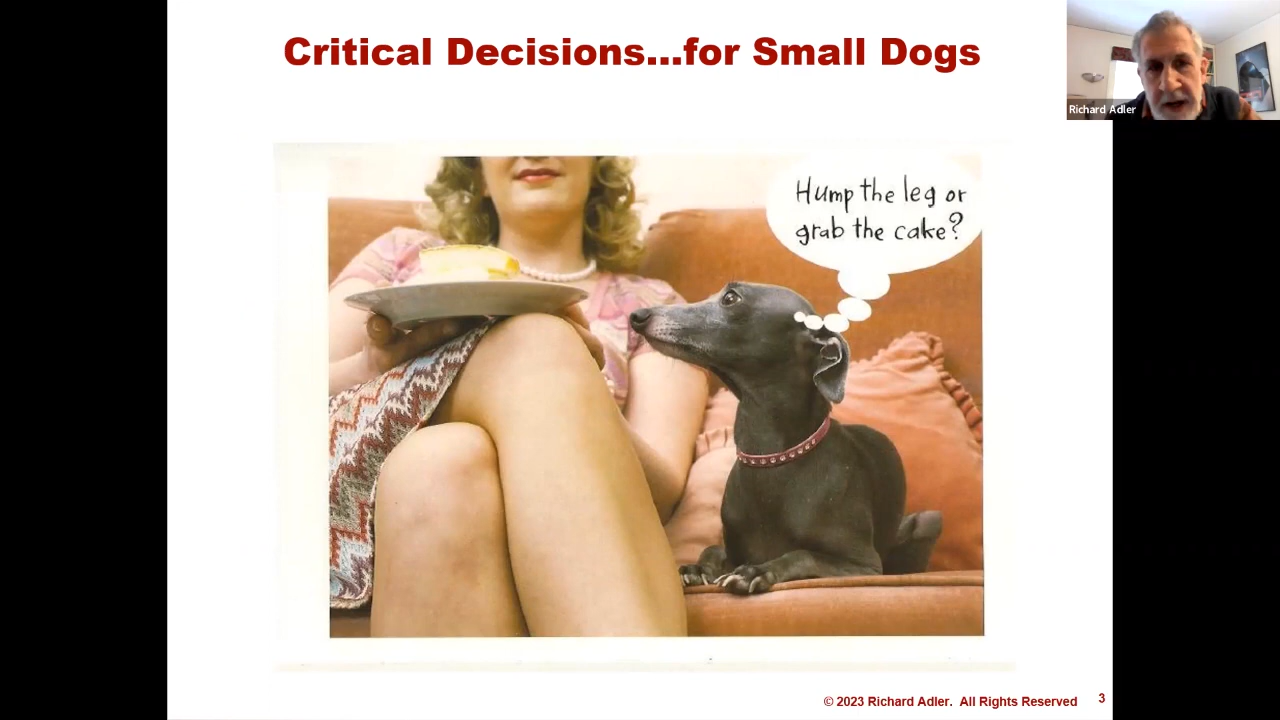 Critical Decisions...for Small Dogs
Richard Adler
Hump the leg or
grab the cake?
© 2023 Richard Adler. All Rights Reserved
3